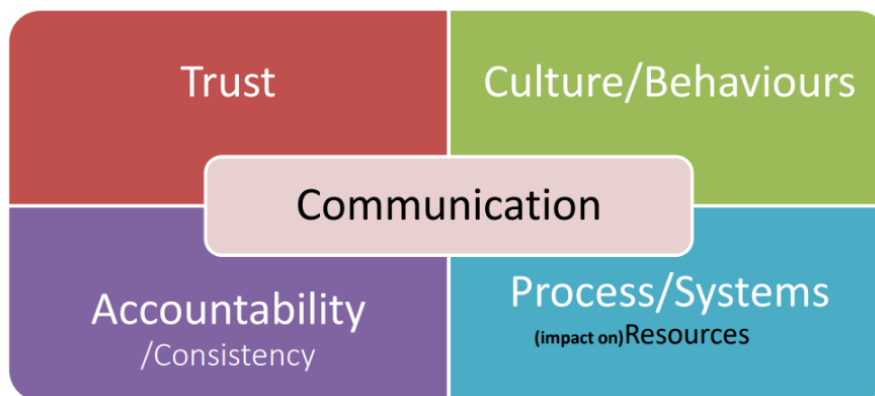 Trust
Culture/Behaviours
Communication
Accountability
/Consistency
Process/Systems
(impact on)Resources